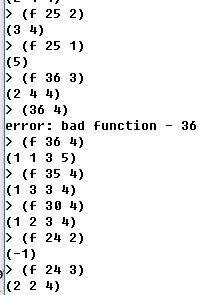 > (f 25 2)
(3 4)
> (f 25 1)
(5)
> (f 36 3)
(2 4 4)
> (36 4)
error: bad function - 36
> (f 36 4)
(1 1 3 5)
> (f 35 4)
(1 3 3 4)
> (f 30 4)
(1 2 3 4)
> (f 24 2)
(-1)
> (f 24 3)
(2 2 4)